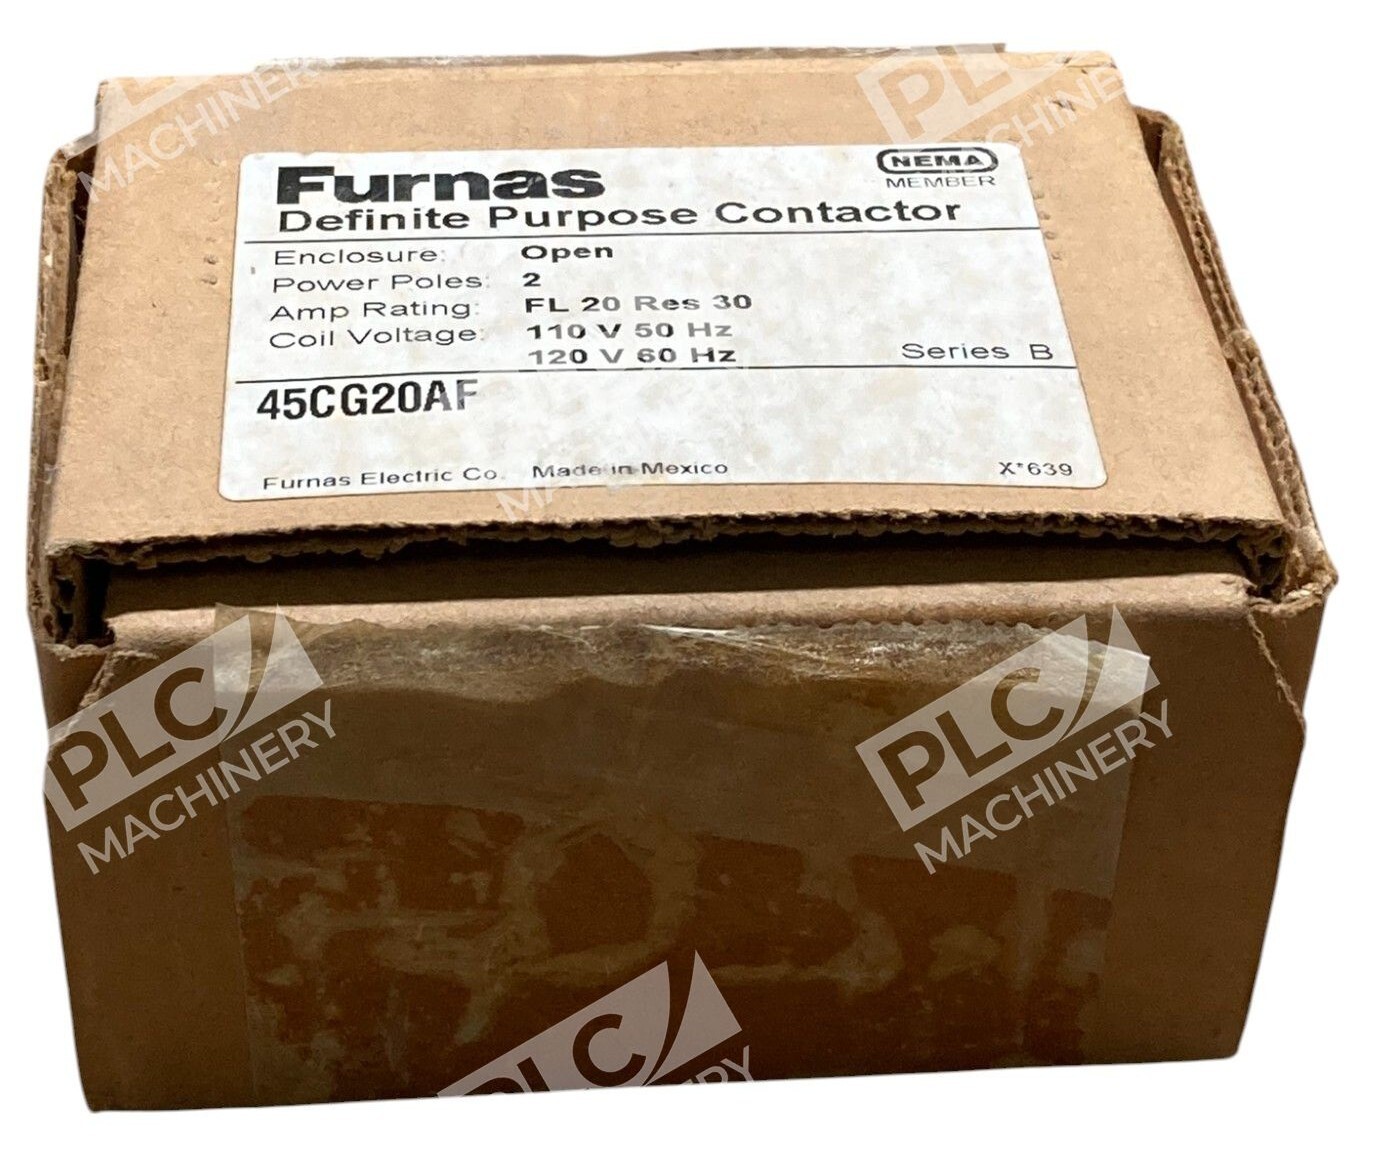 Furnas
NEMA
MEMBER
Definite Purpose Contactor
Enclosure: Open
Power Poles: 2
Amp Rating: FL 20 Res 30
Coil Voltage: 110 V 50 Hz
120 V 60 Hz
Series B
45CG20AF
Furnas Electric Co. Made in Mexico X*639
PLC
MACHINERY
PLC
MACHINERY
PLC
MACHINERY
PLC
MACHINERY